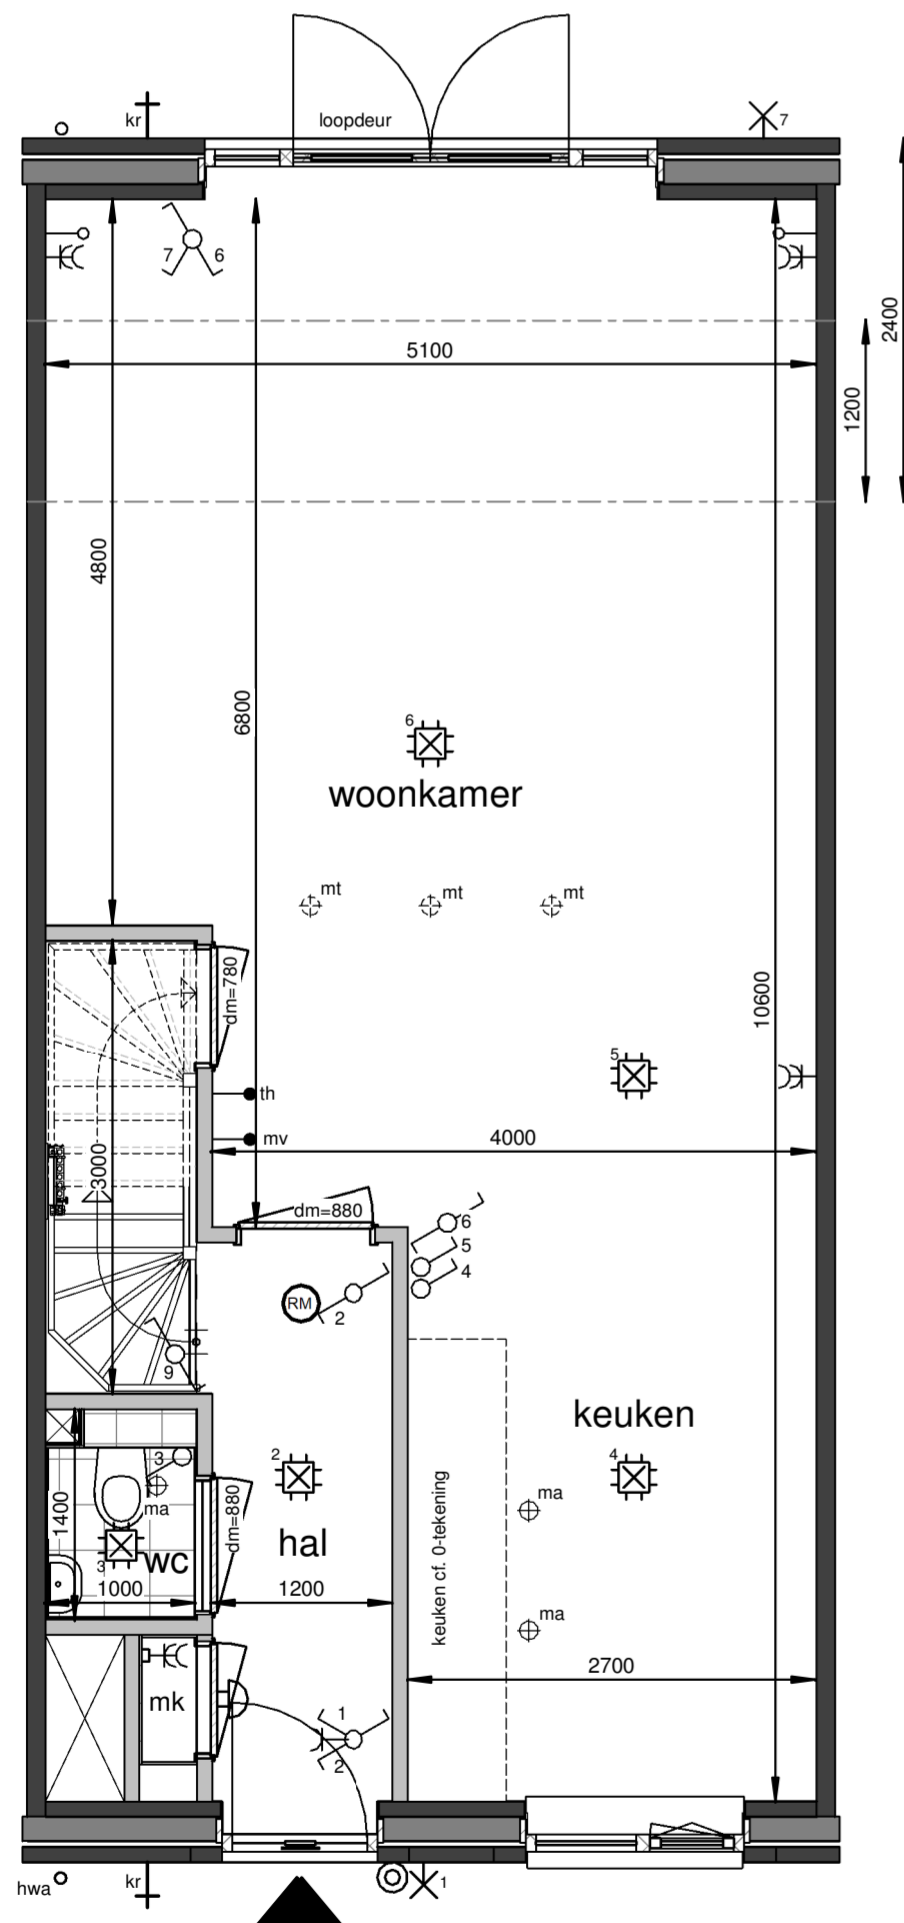 kr
loopdeur
7
7
6
5100
2400
1200
4800
6800
6
woonkamer
mt
mt
mt
dm=780
10600
5
th
mv
4000
3000
dm=880
6
5
4
RM
2
9
keuken
3
2
4
ma
dm=880
1400
keuken cf. 0-tekening
ma
hal
wc
3
1000
1200
ma
2700
mk
1
2
hwa
kr
1